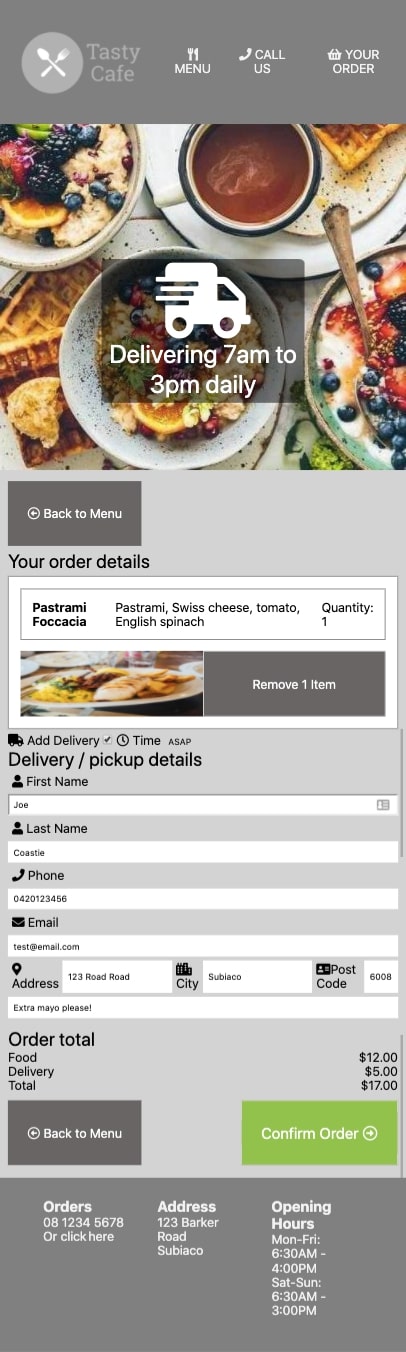 Tasty
Cafe
MENU
CALL
US
YOUR
ORDER
Delivering 7am to
3pm daily
Back to Menu
Your order details
Pastrami
Foccacia
Pastrami, Swiss cheese, tomato,
English spinach
Quantity:
1
Remove 1 Item
Add Delivery Time ASAP
Delivery / pickup details
First Name
Joe
Last Name
Coastie
Phone
0420123456
Email
test@email.com
Address
123 Road Road
City
Subiaco
Post
Code
6008
Extra mayo please!
Order total
Food $12.00
Delivery $5.00
Total $17.00
Back to Menu
Confirm Order
Orders
08 1234 5678
Or click here
Address
123 Barker
Road
Subiaco
Opening
Hours
Mon-Fri:
6:30AM -
4:00PM
Sat-Sun:
6:30AM -
3:00PM